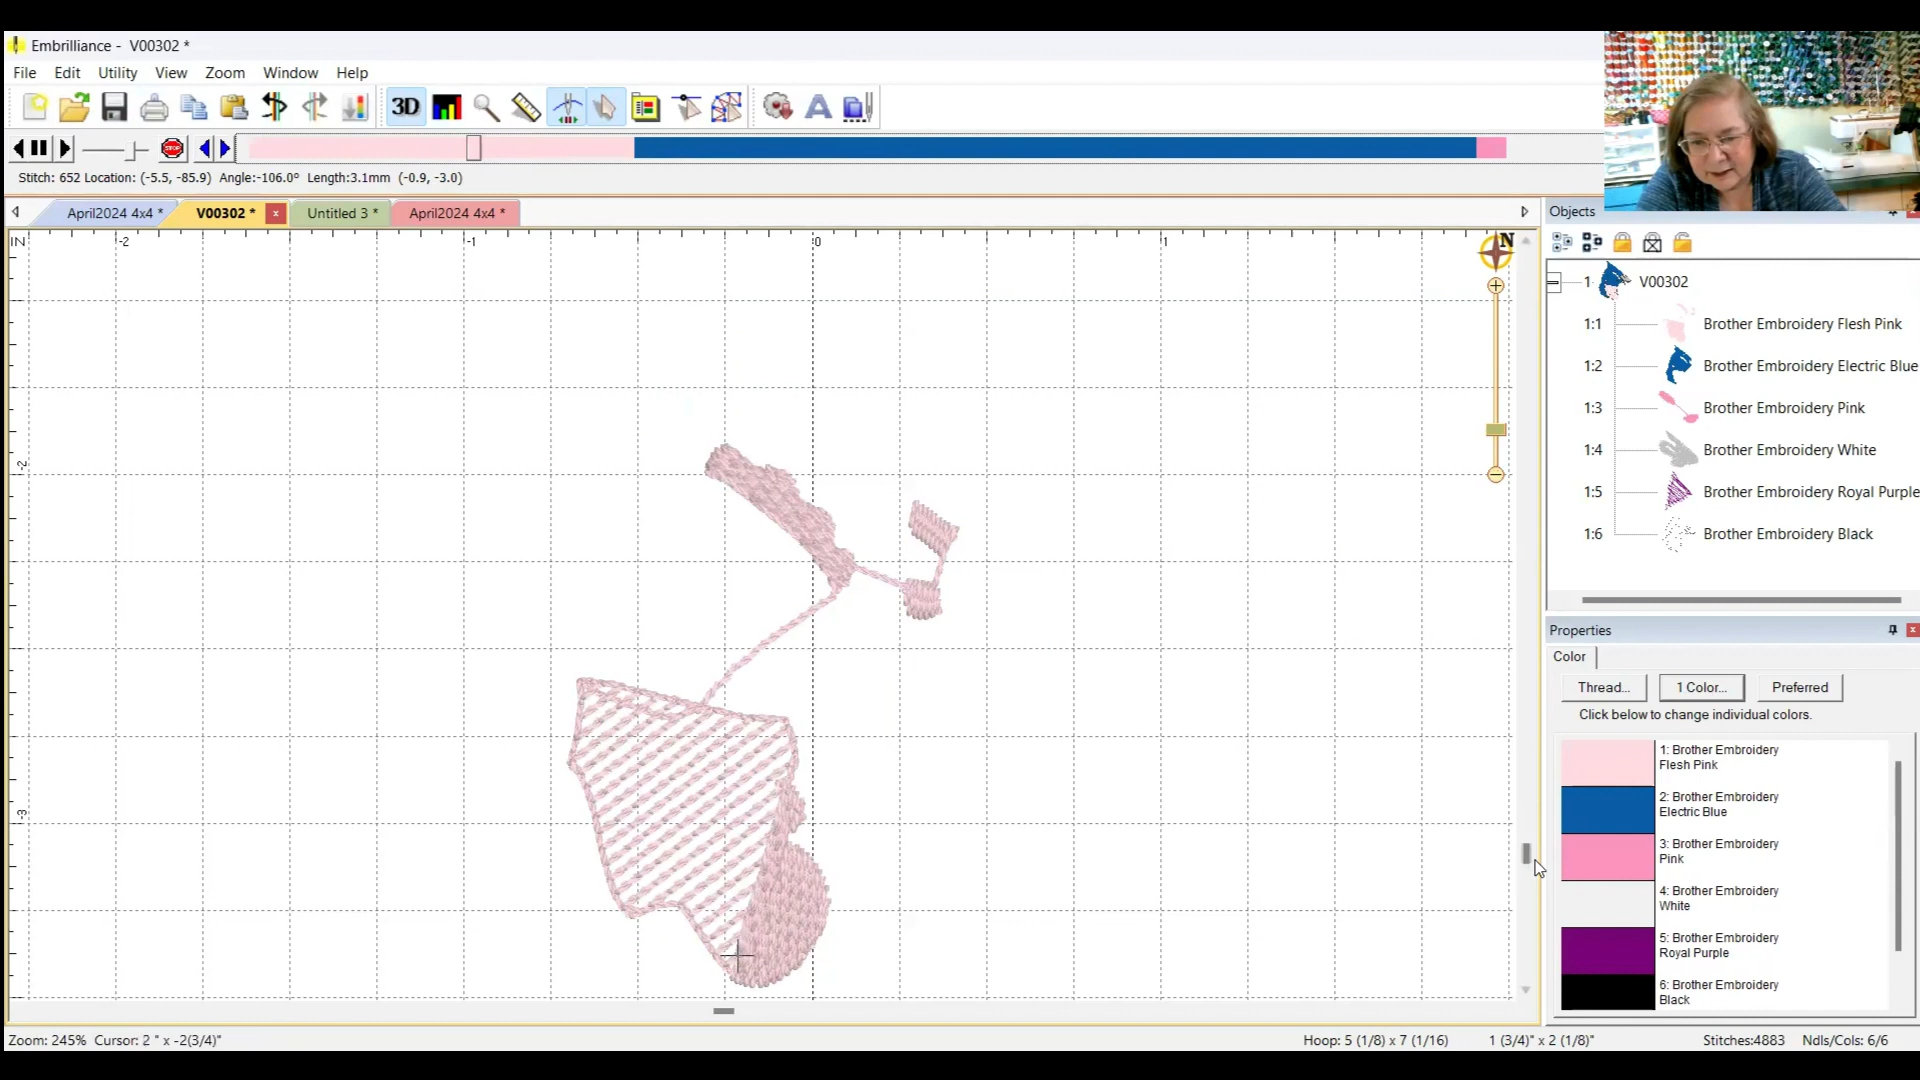 Embrilliance - V00302 *
File Edit Utility View Zoom Window Help
3D
STOP
Stitch: 652 Location: (-5.5, -85.9) Angle:-106.0° Length:3.1mm (-0.9, -3.0)
April2024 4x4 * V00302 * x Untitled 3 * April2024 4x4 *
Objects
IN -2 -1 0 1
N
-2
-3
1 V00302
1:1 Brother Embroidery Flesh Pink
1:2 Brother Embroidery Electric Blue
1:3 Brother Embroidery Pink
1:4 Brother Embroidery White
1:5 Brother Embroidery Royal Purple
1:6 Brother Embroidery Black
Properties
Color
Thread... 1 Color... Preferred
Click below to change individual colors.
1: Brother Embroidery
Flesh Pink
2: Brother Embroidery
Electric Blue
3: Brother Embroidery
Pink
4: Brother Embroidery
White
5: Brother Embroidery
Royal Purple
6: Brother Embroidery
Black
Zoom: 245% Cursor: 2 " x -2(3/4)" Hoop: 5 (1/8) x 7 (1/16) 1 (3/4)" x 2 (1/8)" Stitches:4883 Ndls/Cols: 6/6